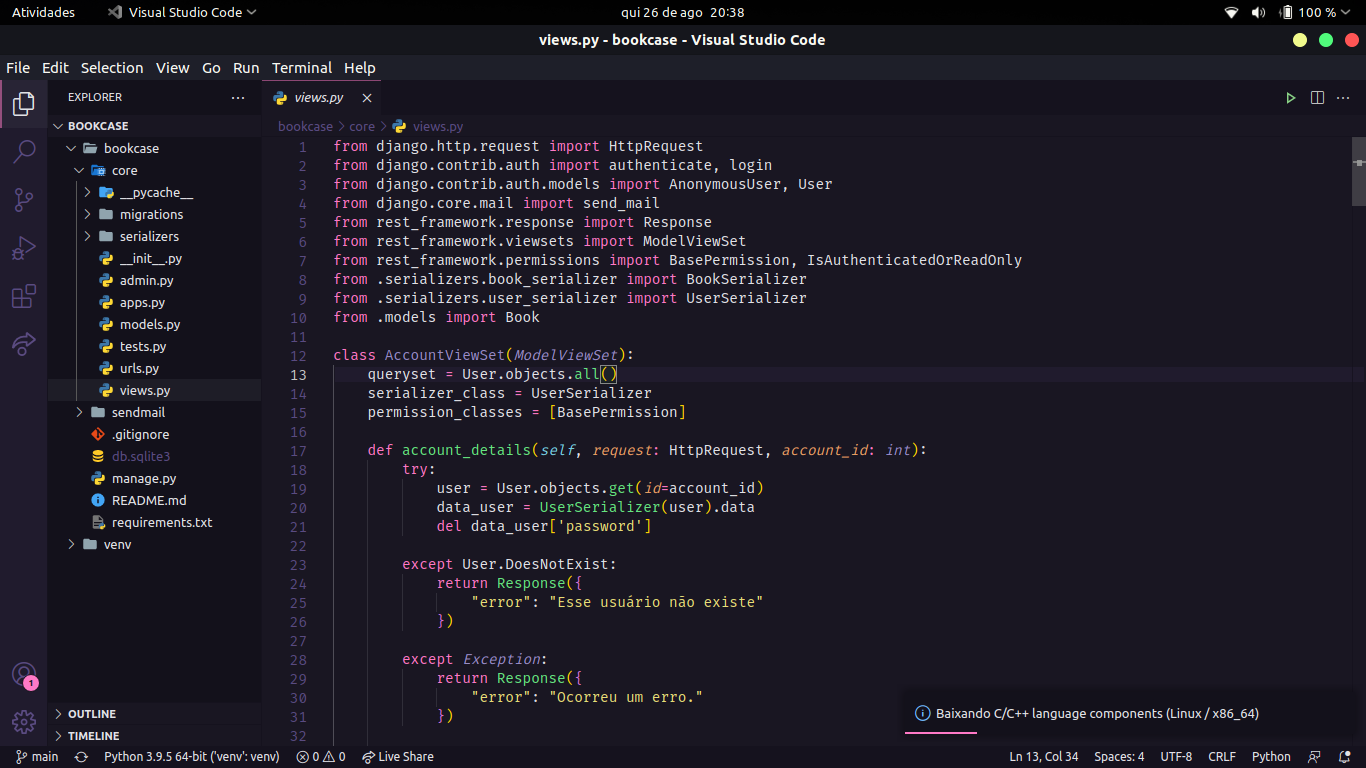 Atividades Visual Studio Code qui 26 de ago 20:38 100 %
views.py - bookcase - Visual Studio Code
File Edit Selection View Go Run Terminal Help
EXPLORER ···
BOOKCASE
bookcase
core
__pycache__
migrations
serializers
__init__.py
admin.py
apps.py
models.py
tests.py
urls.py
views.py
sendmail
.gitignore
db.sqlite3
manage.py
README.md
requirements.txt
venv
OUTLINE
TIMELINE
1
views.py
bookcase > core > views.py
1 from django.http.request import HttpRequest
2 from django.contrib.auth import authenticate, login
3 from django.contrib.auth.models import AnonymousUser, User
4 from django.core.mail import send_mail
5 from rest_framework.response import Response
6 from rest_framework.viewsets import ModelViewSet
7 from rest_framework.permissions import BasePermission, IsAuthenticatedOrReadOnly
8 from .serializers.book_serializer import BookSerializer
9 from .serializers.user_serializer import UserSerializer
10 from .models import Book
11
12 class AccountViewSet(ModelViewSet):
13     queryset = User.objects.all()
14     serializer_class = UserSerializer
15     permission_classes = [BasePermission]
16
17     def account_details(self, request: HttpRequest, account_id: int):
18         try:
19             user = User.objects.get(id=account_id)
20             data_user = UserSerializer(user).data
21             del data_user['password']
22
23         except User.DoesNotExist:
24             return Response({
25                 "error": "Esse usuário não existe"
26             })
27
28         except Exception:
29             return Response({
30                 "error": "Ocorreu um erro."
31             })
32
Baixando C/C++ language components (Linux / x86_64)
main Python 3.9.5 64-bit ('venv': venv) 0 0 Live Share Ln 13, Col 34 Spaces: 4 UTF-8 CRLF Python